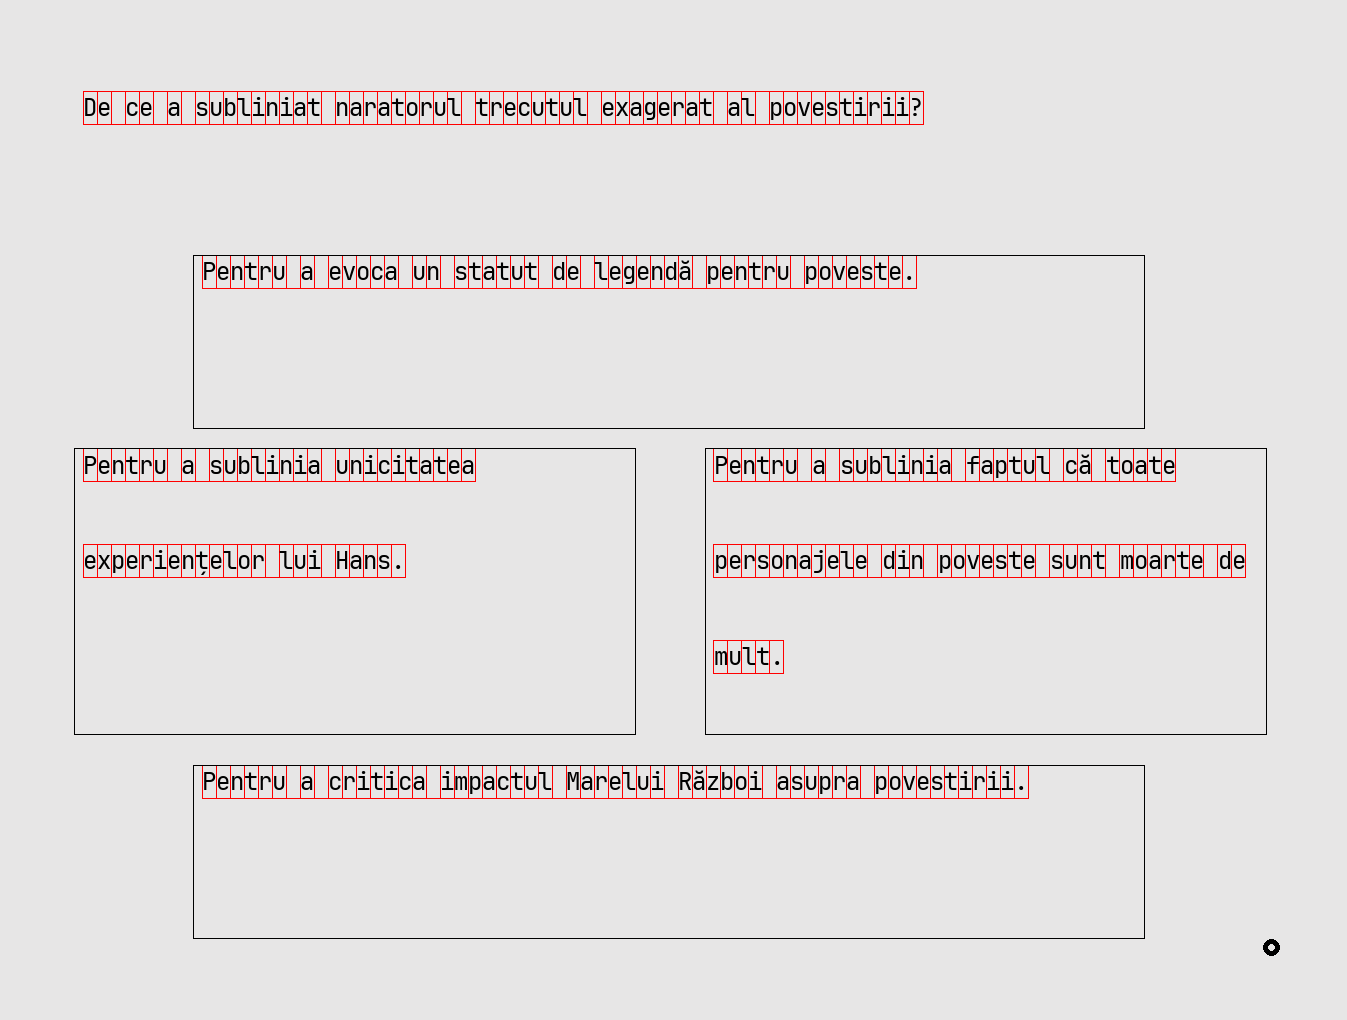 De ce a subliniat naratorul trecutul exagerat al povestirii?
Pentru a evoca un statut de legendă pentru poveste.
Pentru a sublinia unicitatea
experiențelor lui Hans.
Pentru a sublinia faptul că toate
personajele din poveste sunt moarte de
mult.
Pentru a critica impactul Marelui Război asupra povestirii.